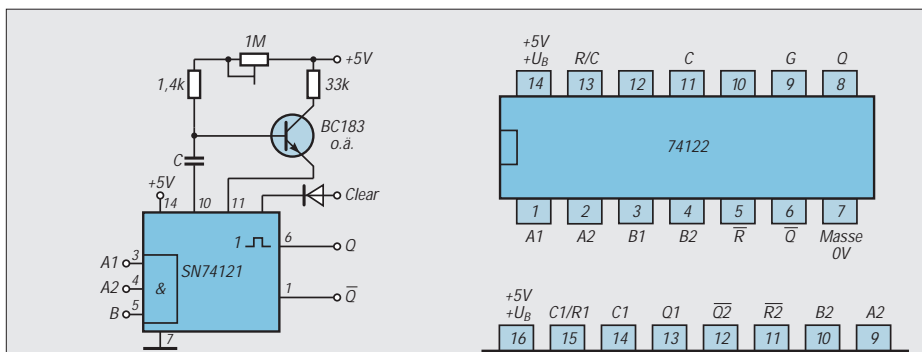 1M
+5V
1,4k
33k
BC183
o.ä.
C
+5V
14 10 11
Clear
1
6 Q
A1 3
SN74121
A2 4
&
1 Q̅
B 5
7
+5V
+U_B R/C C G Q
14 13 12 11 10 9 8
74122
1 2 3 4 5 6 7
A1 A2 B1 B2 R̅ Q̅ Masse
0V
+5V
+U_B C1/R1 C1 Q1 Q̅2̅ R̅2̅ B2 A2
16 15 14 13 12 11 10 9